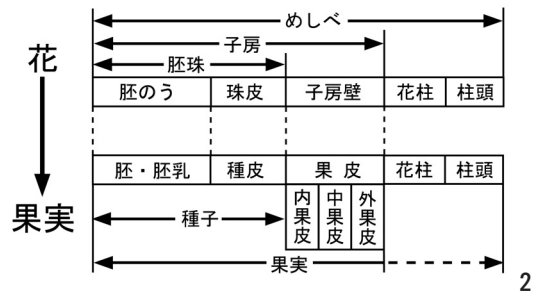 めしべ
子房
花
胚珠
胚のう 珠皮 子房壁 花柱 柱頭
胚・胚乳 種皮 果皮 花柱 柱頭
果実
種子
内果皮 中果皮 外果皮
果実
2